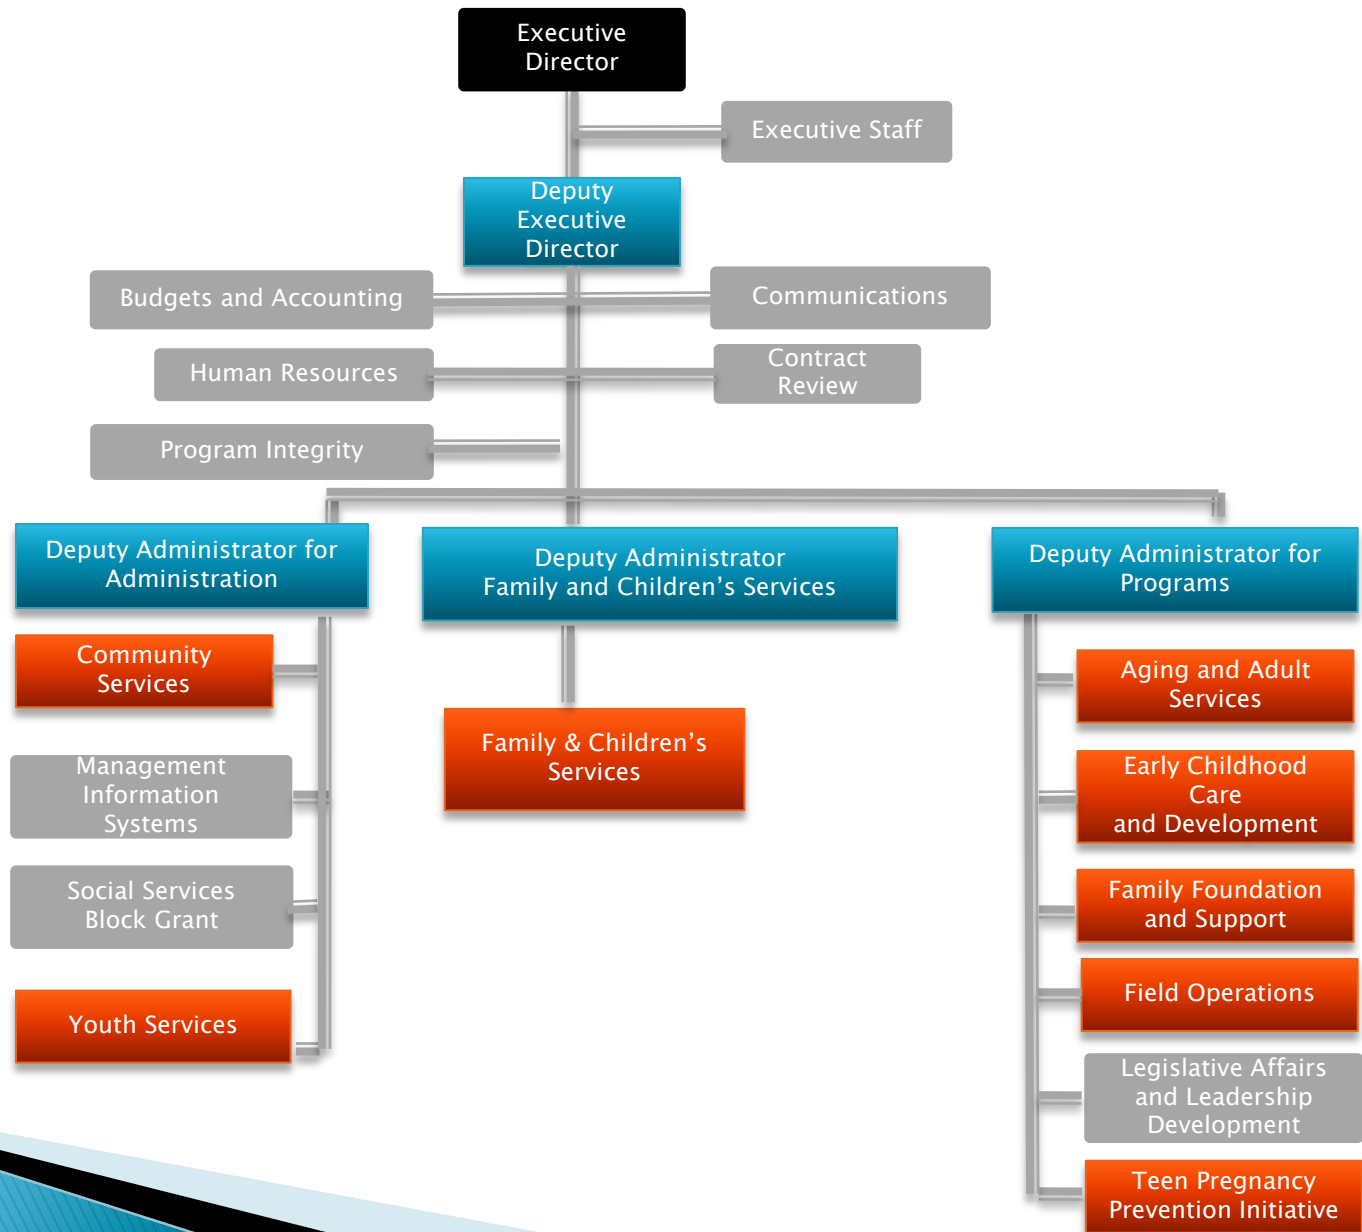 Executive
Director
Executive Staff
Deputy
Executive
Director
Budgets and Accounting
Communications
Human Resources
Contract
Review
Program Integrity
Deputy Administrator for
Administration
Deputy Administrator
Family and Children’s Services
Deputy Administrator for
Programs
Community
Services
Management
Information
Systems
Social Services
Block Grant
Youth Services
Family & Children’s
Services
Aging and Adult
Services
Early Childhood
Care
and Development
Family Foundation
and Support
Field Operations
Legislative Affairs
and Leadership
Development
Teen Pregnancy
Prevention Initiative